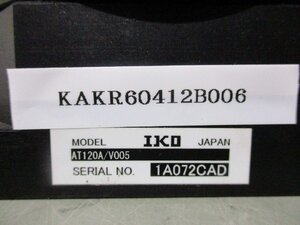 KAKR60412B006
MODEL IKO JAPAN
AT120A/V005
SERIAL NO. 1A072CAD